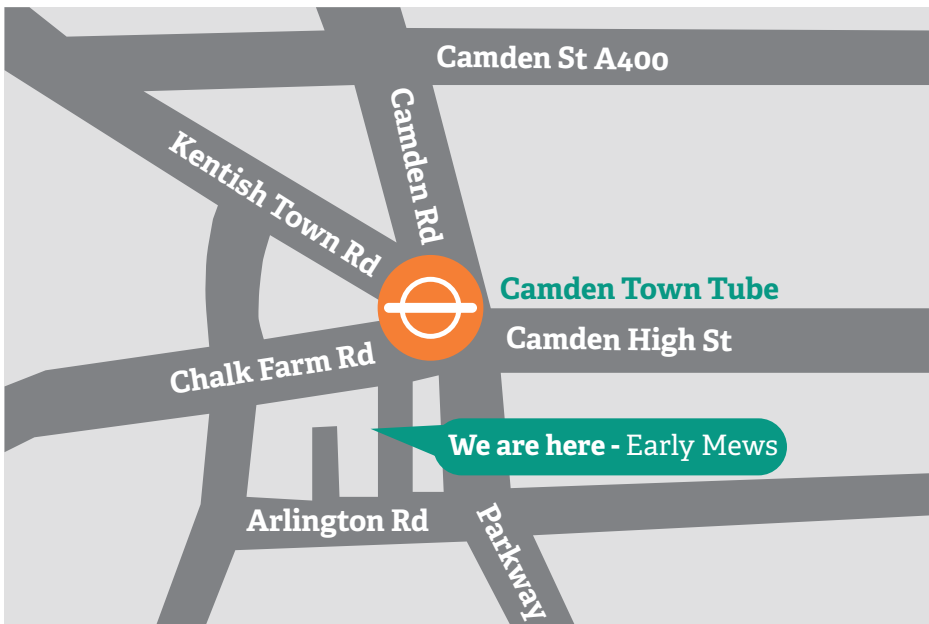 Camden St A400
Camden Rd
Kentish Town Rd
Camden Town Tube
Camden High St
Chalk Farm Rd
We are here - Early Mews
Arlington Rd
Parkway